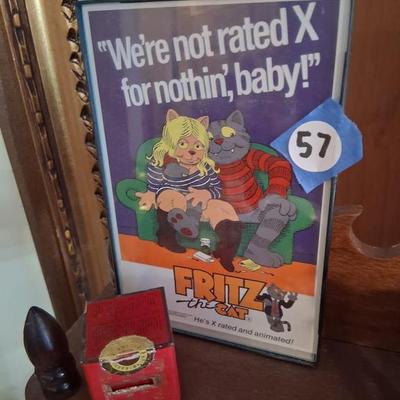 "We're not rated X
for nothin', baby!"
57
FRITZ
the
CAT
He's X rated and animated!